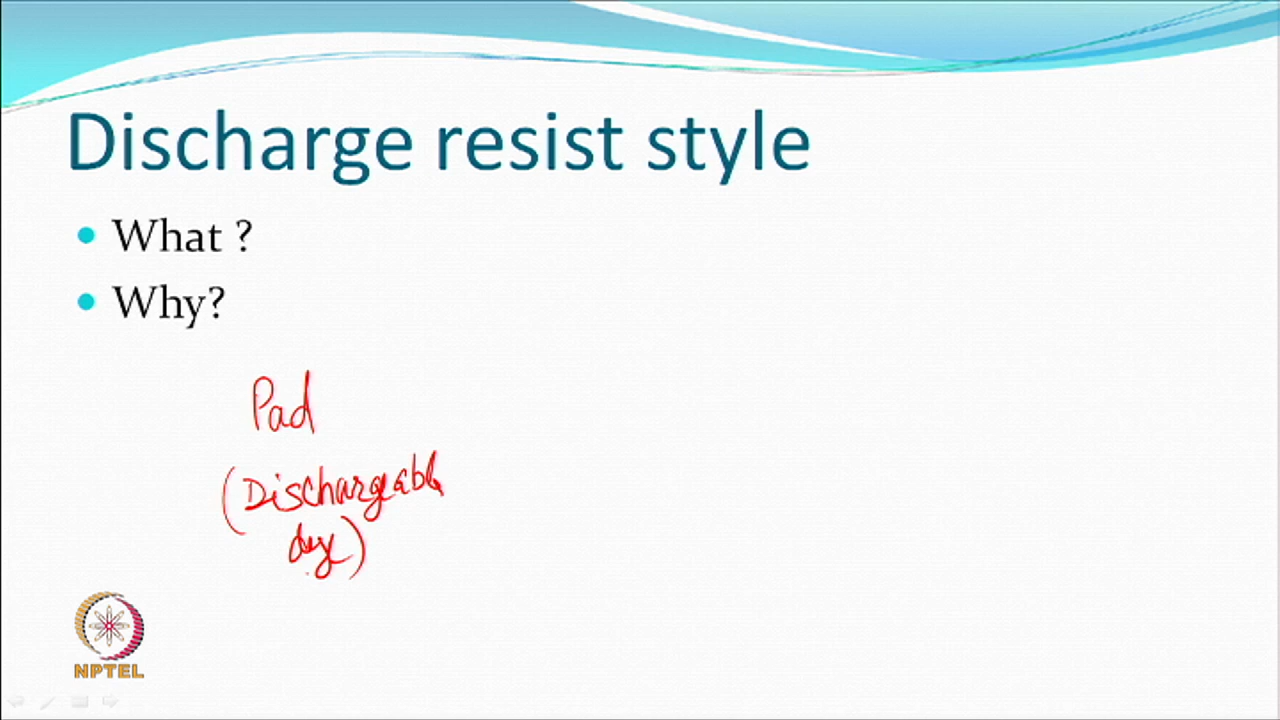 Discharge resist style
What ?
Why?
Pad
(Dischargeable
dye)
NPTEL